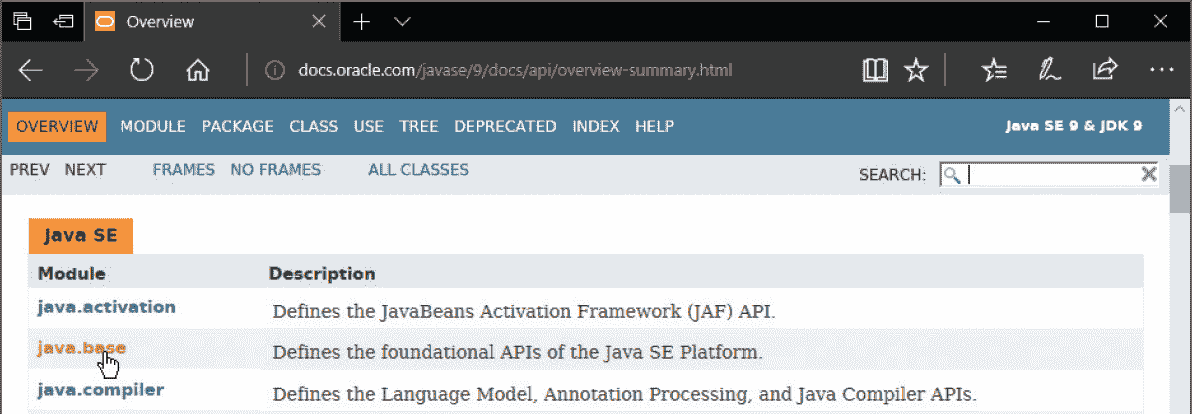 Overview
docs.oracle.com/javase/9/docs/api/overview-summary.html
OVERVIEW MODULE PACKAGE CLASS USE TREE DEPRECATED INDEX HELP Java SE 9 & JDK 9
PREV NEXT FRAMES NO FRAMES ALL CLASSES SEARCH:
Java SE
Module Description
java.activation Defines the JavaBeans Activation Framework (JAF) API.
java.base Defines the foundational APIs of the Java SE Platform.
java.compiler Defines the Language Model, Annotation Processing, and Java Compiler APIs.